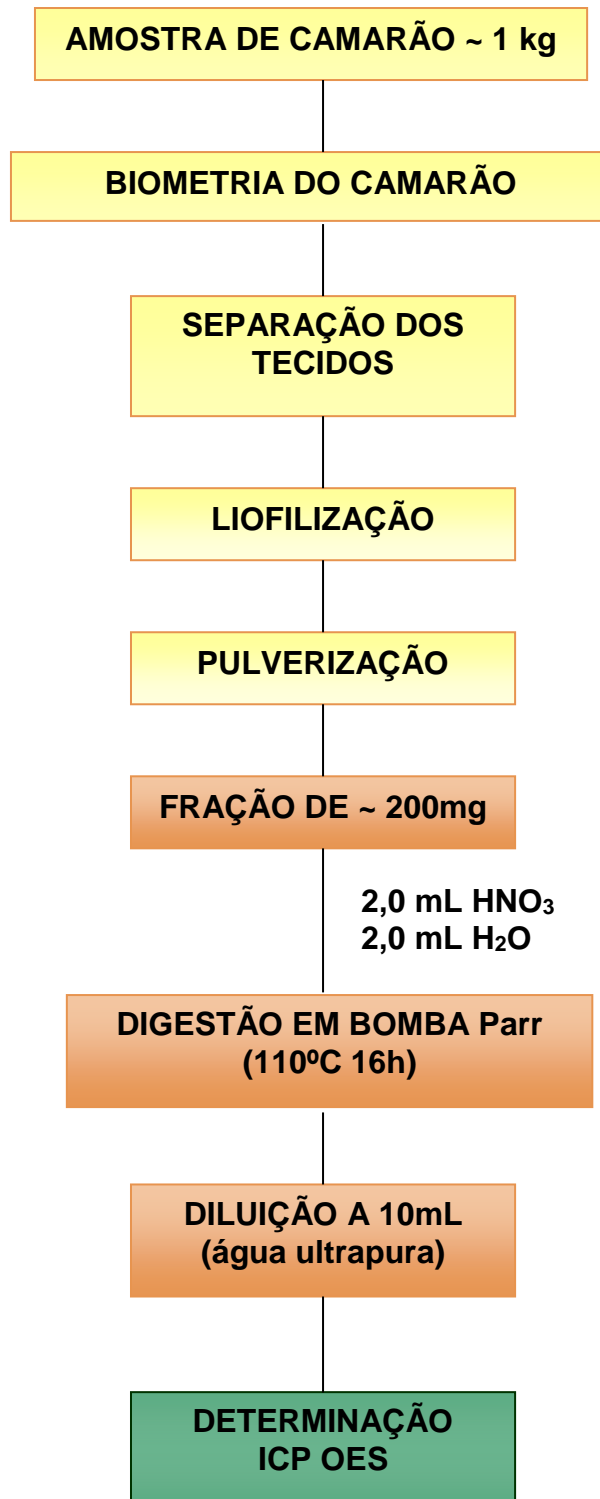 AMOSTRA DE CAMARÃO ~ 1 kg
BIOMETRIA DO CAMARÃO
SEPARAÇÃO DOS
TECIDOS
LIOFILIZAÇÃO
PULVERIZAÇÃO
FRAÇÃO DE ~ 200mg
2,0 mL HNO₃
2,0 mL H₂O
DIGESTÃO EM BOMBA Parr
(110ºC 16h)
DILUIÇÃO A 10mL
(água ultrapura)
DETERMINAÇÃO
ICP OES